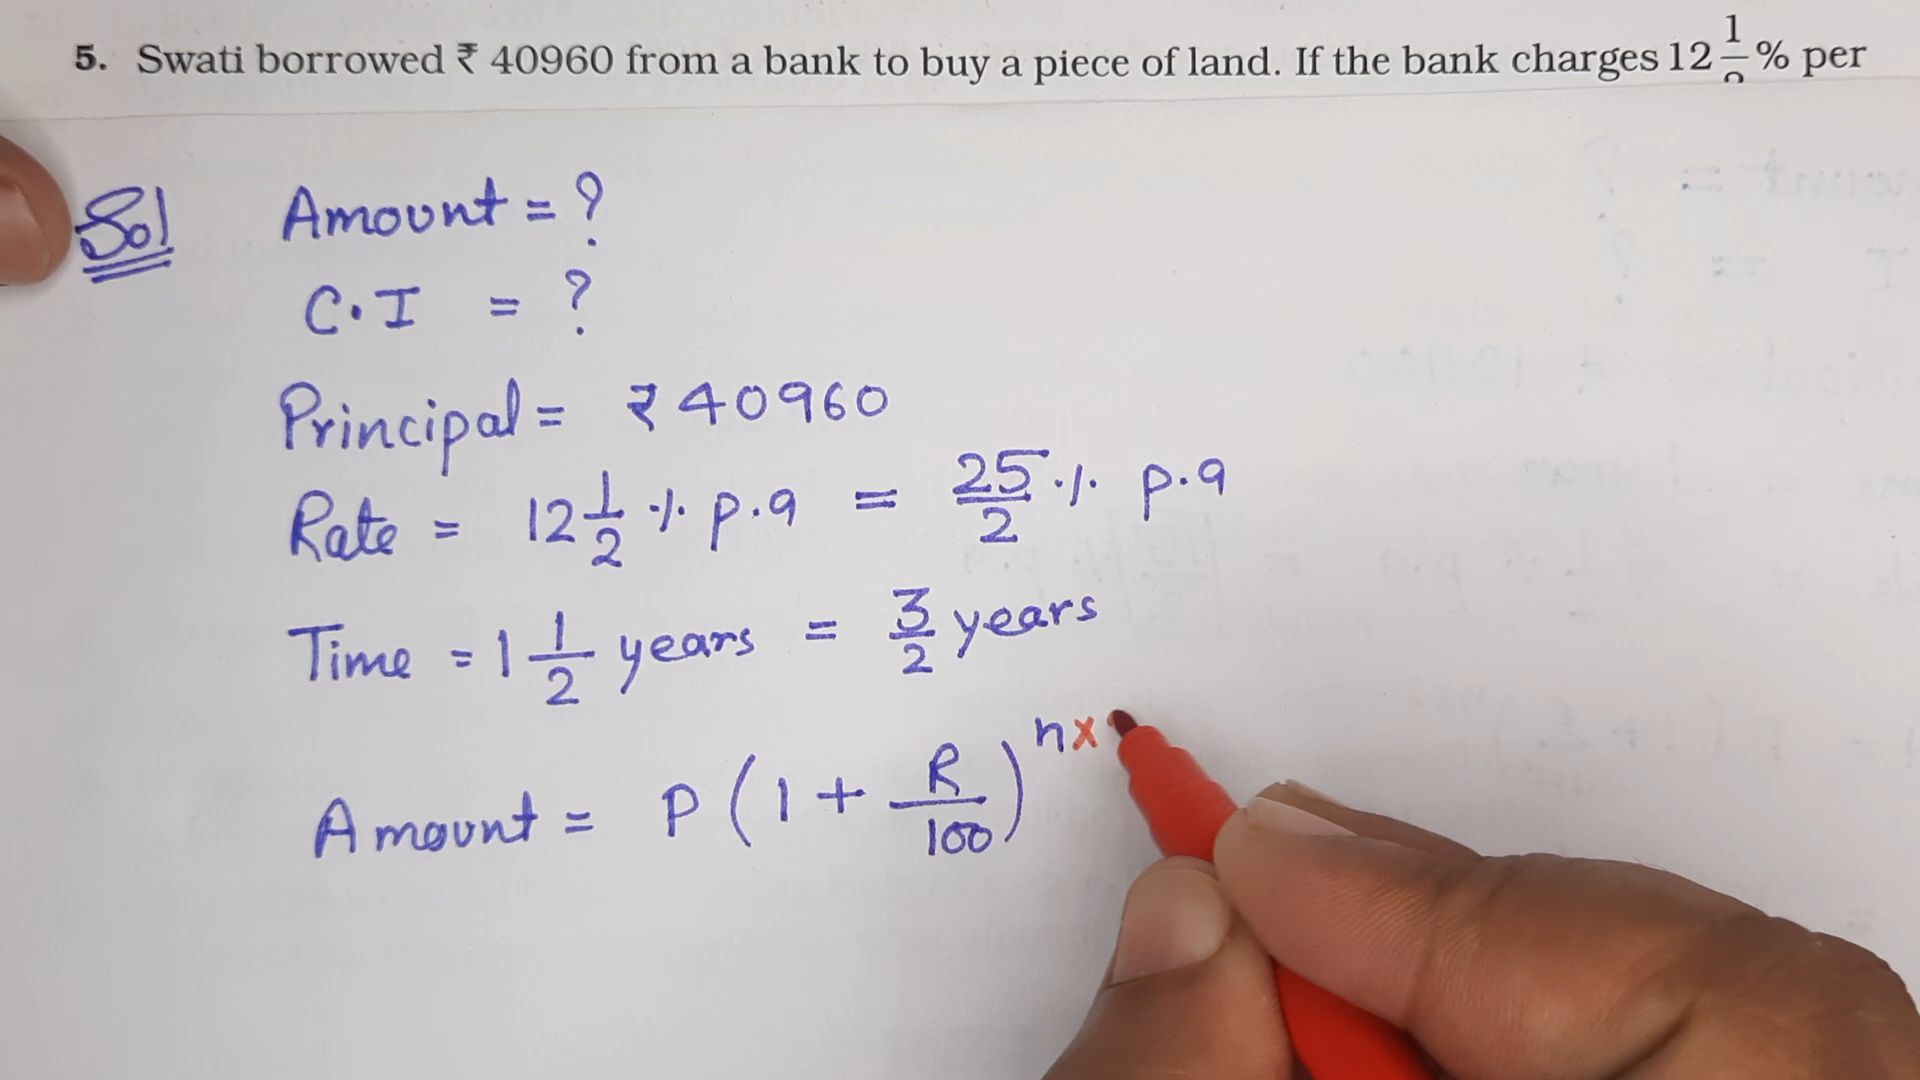 5. Swati borrowed ₹ 40960 from a bank to buy a piece of land. If the bank charges 12 1/2 % per
Sol
Amount = ?
C.I = ?
Principal = ₹ 40960
Rate = 12 1/2 % p.a = 25/2 % p.a
Time = 1 1/2 years = 3/2 years
Amount = P (1 + R/100)^n×